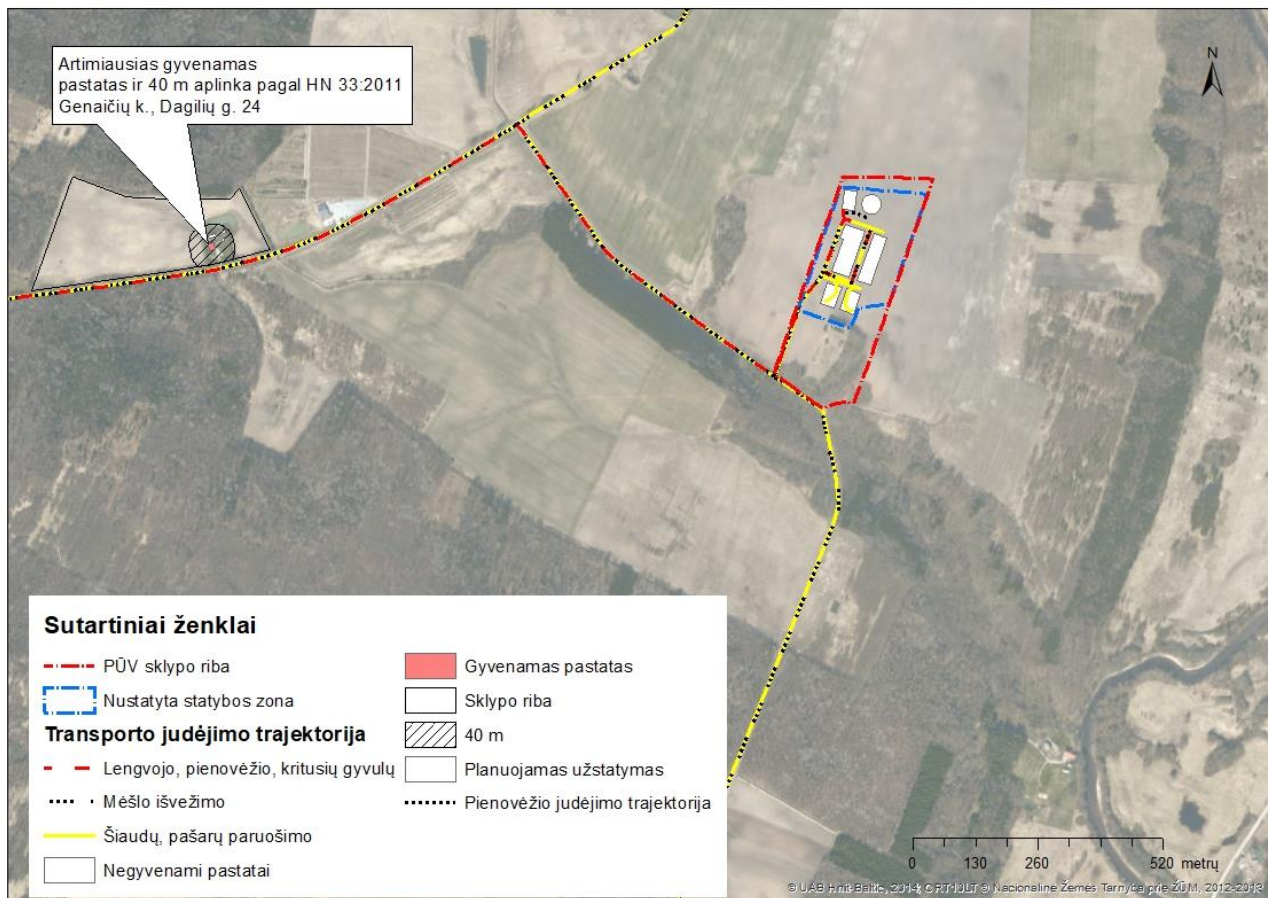 Artimiausias gyvenamas
pastatas ir 40 m aplinka pagal HN 33:2011
Genaičių k., Dagilių g. 24
N
Sutartiniai ženklai
PŪV sklypo riba
Nustatyta statybos zona
Transporto judėjimo trajektorija
Lengvojo, pienovėžio, kritusių gyvulų
Mėšlo išvežimo
Šiaudų, pašarų paruošimo
Negyvenami pastatai
Gyvenamas pastatas
Sklypo riba
40 m
Planuojamas užstatymas
Pienovėžio judėjimo trajektorija
0 130 260 520 metrų
© UAB Hnit-Baltic, 2014; ORT10LT © Nacionalinė Žemės Tarnyba prie ŽŪM, 2012-2013